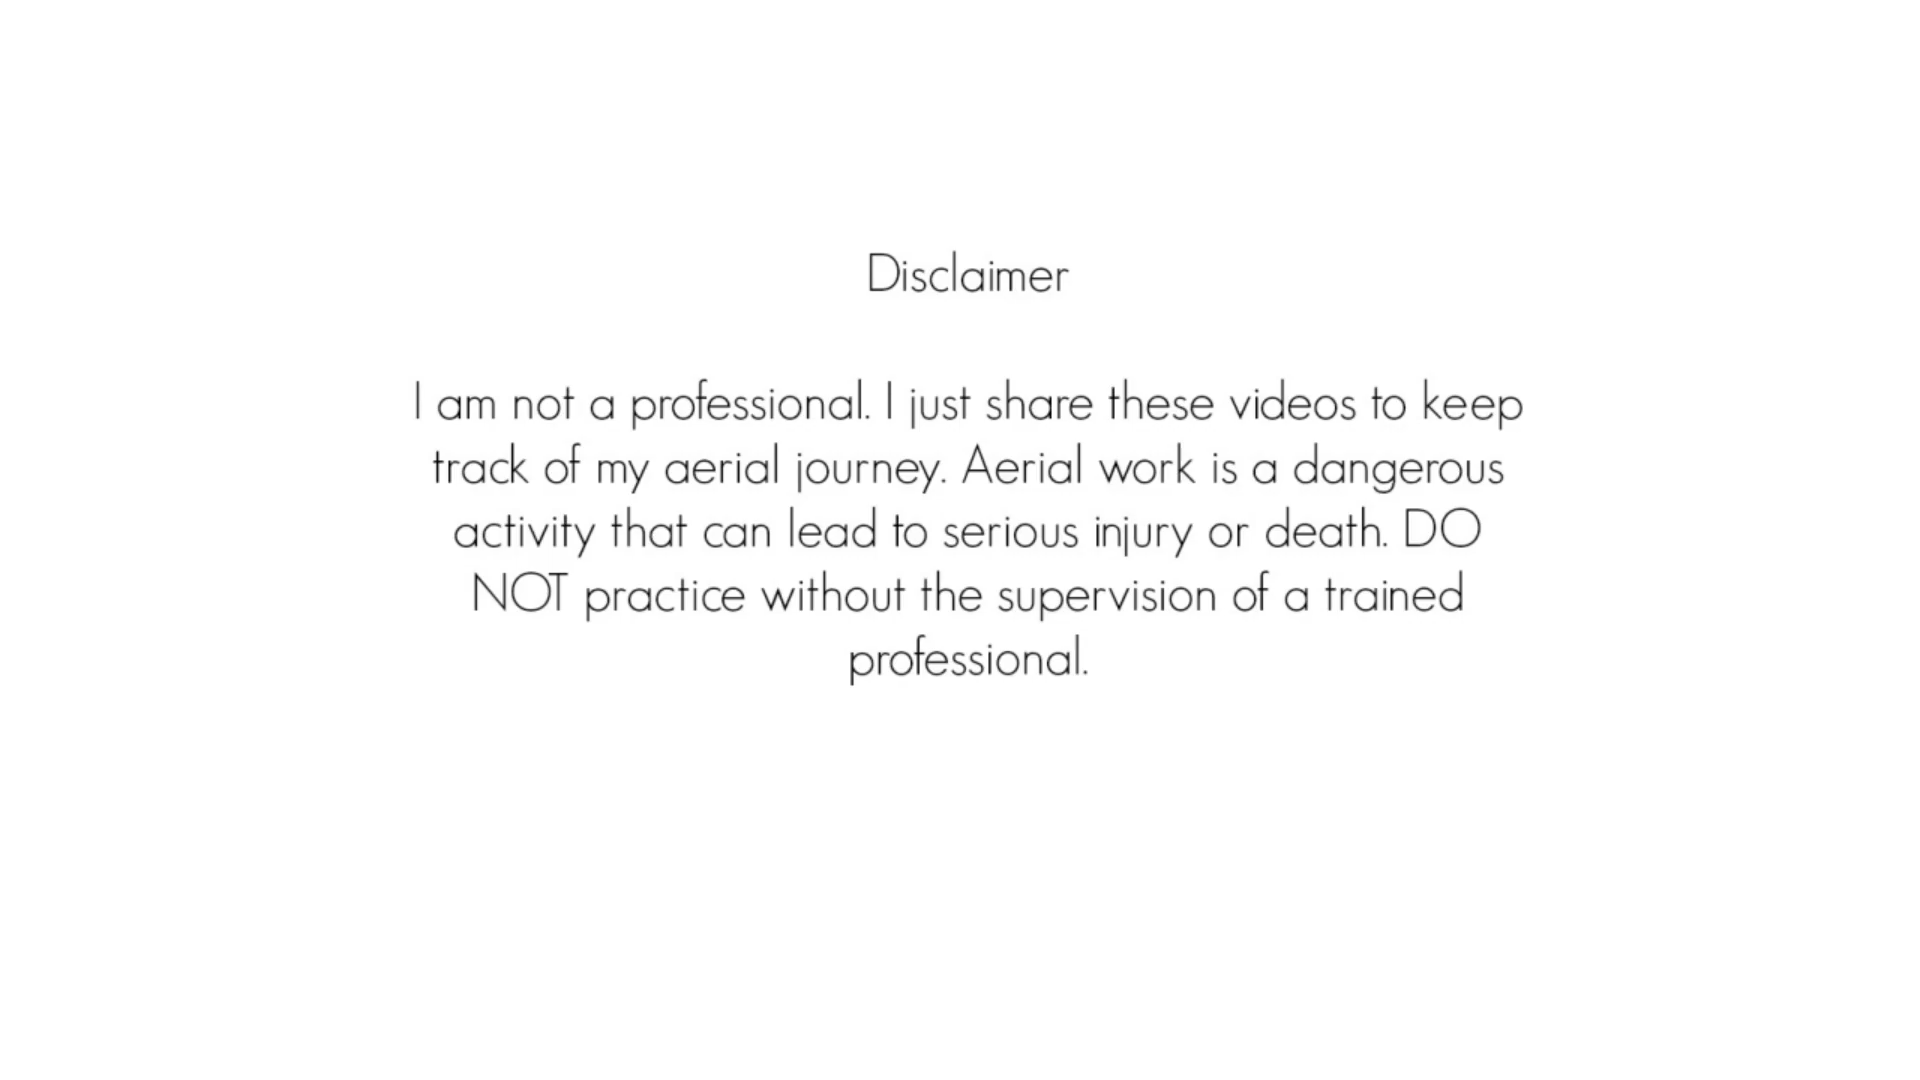 Disclaimer
I am not a professional. I just share these videos to keep
track of my aerial journey. Aerial work is a dangerous
activity that can lead to serious injury or death. DO
NOT practice without the supervision of a trained
professional.